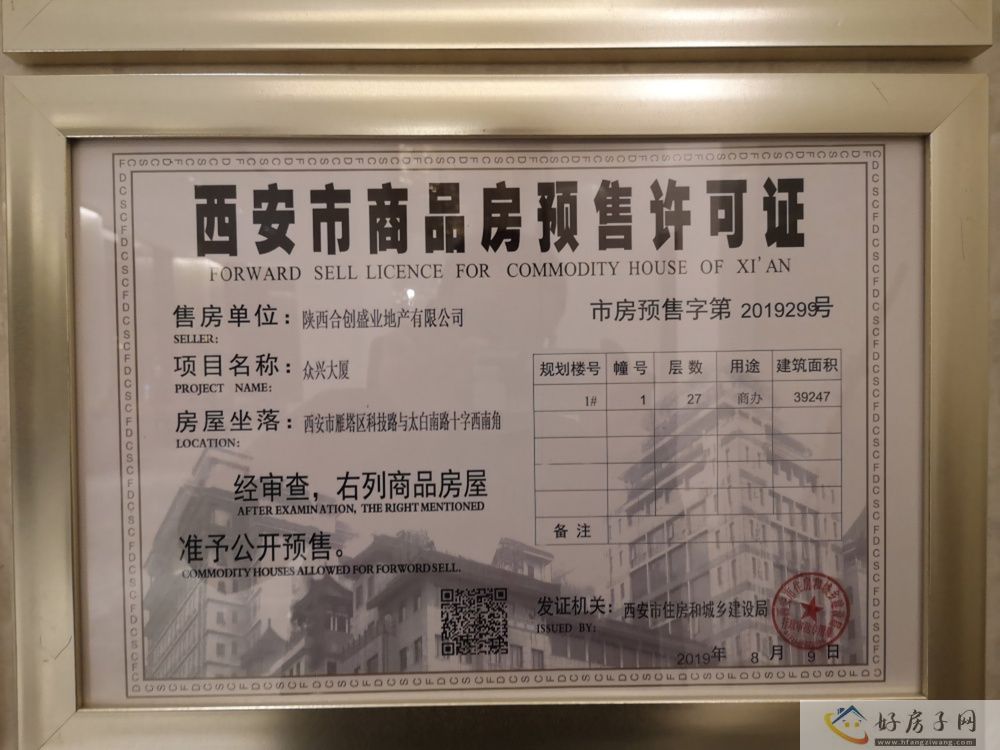 西安市商品房预售许可证
FORWARD SELL LICENCE FOR COMMODITY HOUSE OF XI'AN
市房预售字第 2019299号
售房单位：陕西合创盛业地产有限公司
SELLER:
项目名称：众兴大厦
PROJECT NAME:
房屋坐落：西安市雁塔区科技路与太白南路十字西南角
LOCATION:
规划楼号 幢号 层数 用途 建筑面积
1# 1 27 商办 39247
备注
经审查，右列商品房屋
AFTER EXAMINATION, THE RIGHT MENTIONED
准予公开预售。
COMMODITY HOUSES ALLOWED FOR FORWORD SELL.
发证机关：西安市住房和城乡建设局
ISSUED BY:
2019年 8月 9日
好房子网
www.hfangziwang.com